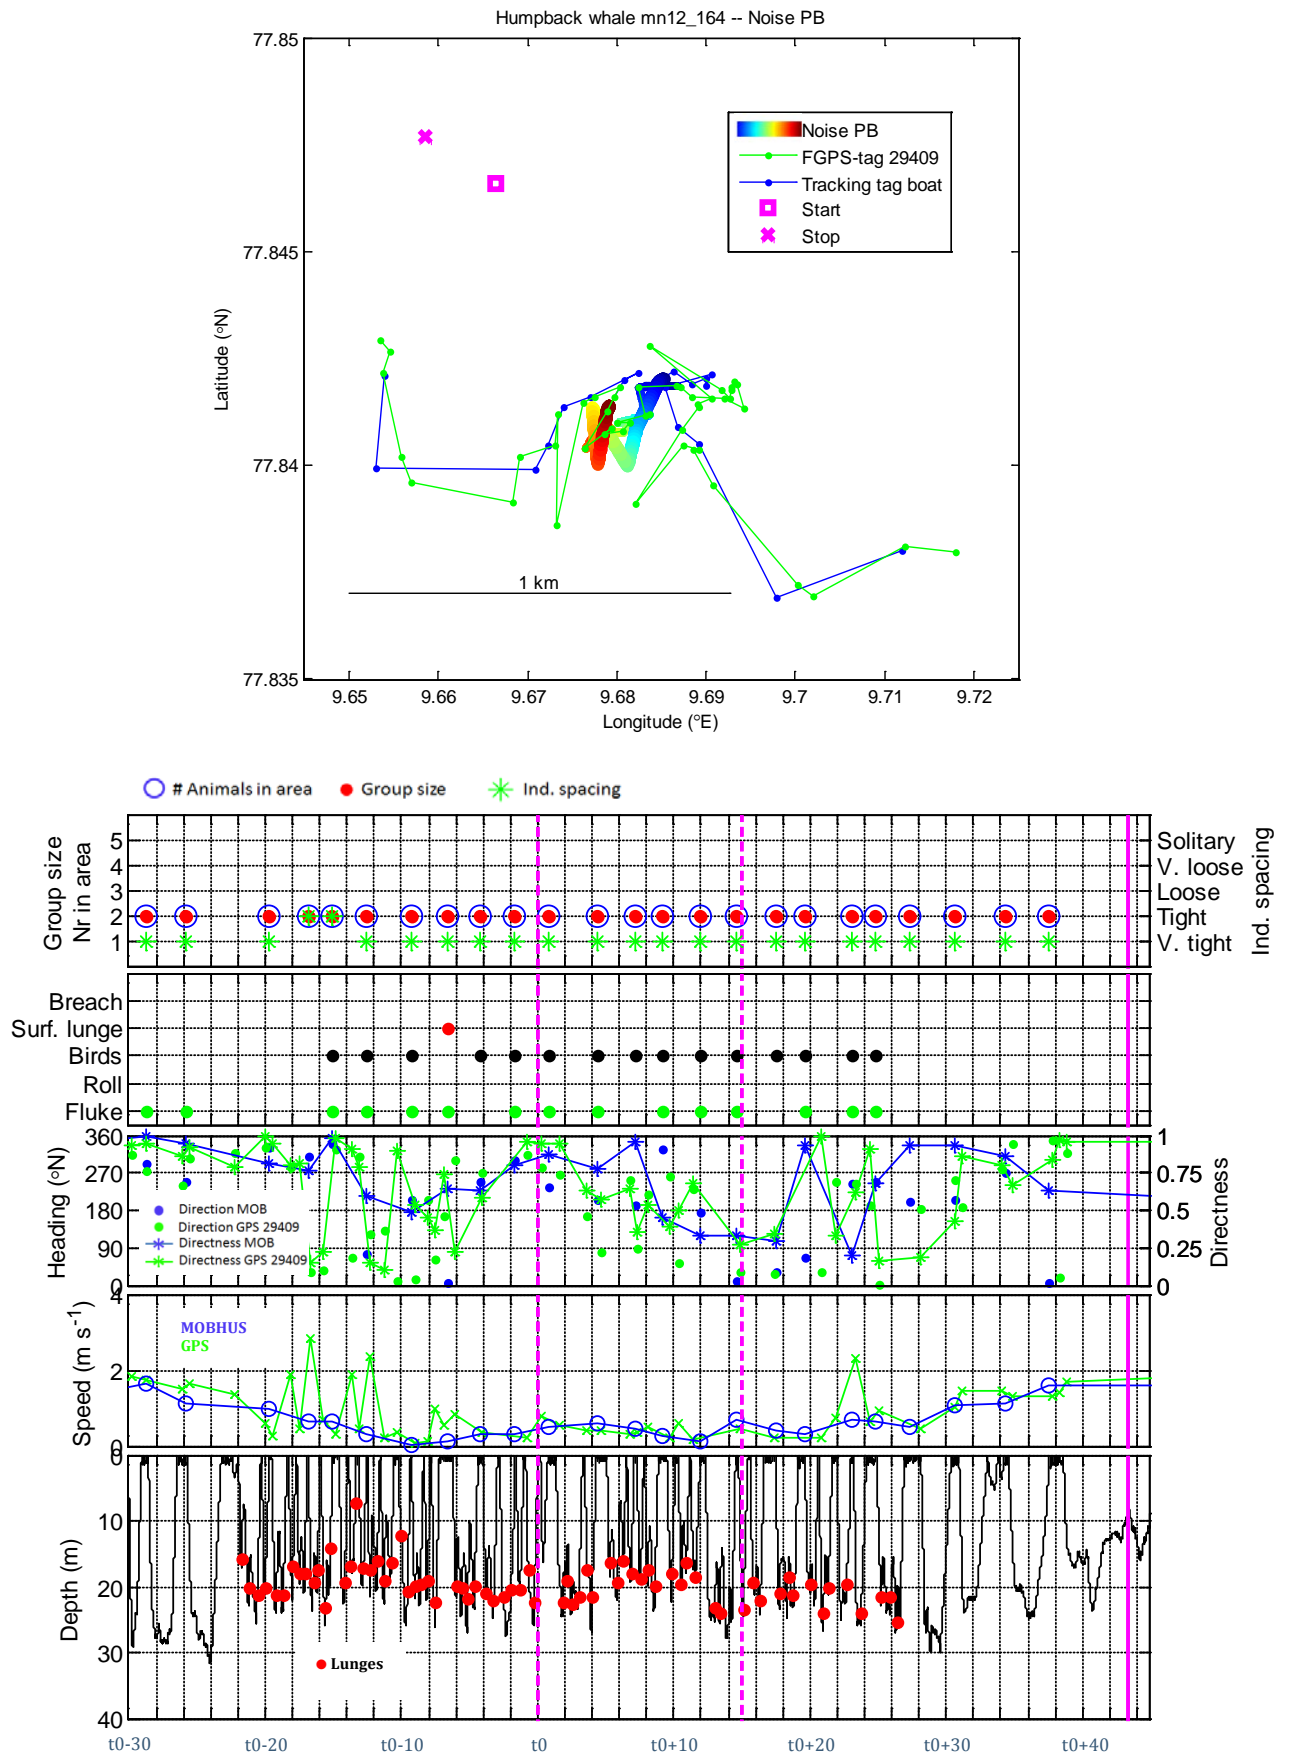 Humpback whale mn12_164 -- Noise PB
77.85
Noise PB
FGPS-tag 29409
Tracking tag boat
Start
Stop
77.845
Latitude (°N)
77.84
1 km
77.835
9.65 9.66 9.67 9.68 9.69 9.7 9.71 9.72
Longitude (°E)
# Animals in area Group size Ind. spacing
Group size
Nr in area
5
4
3
2
1
Solitary
V. loose
Loose
Tight
V. tight
Ind. spacing
Breach
Surf. lunge
Birds
Roll
Fluke
Heading (°N)
360
270
180
90
0
Direction MOB
Direction GPS 29409
Directness MOB
Directness GPS 29409
1
0.75
0.5
0.25
0
Directness
Speed (m s-1)
4
2
0
MOBHUS
GPS
Depth (m)
0
10
20
30
40
Lunges
t0-30 t0-20 t0-10 t0 t0+10 t0+20 t0+30 t0+40